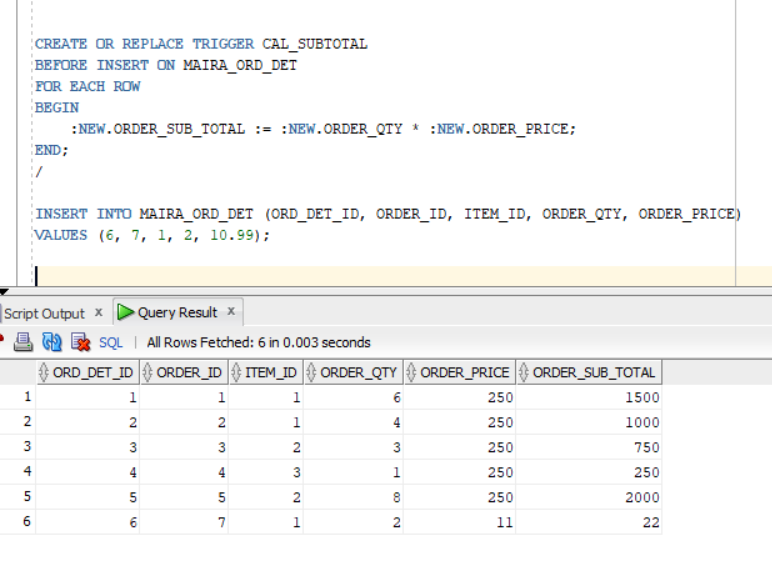 CREATE OR REPLACE TRIGGER CAL_SUBTOTAL
BEFORE INSERT ON MAIRA_ORD_DET
FOR EACH ROW
BEGIN
:NEW.ORDER_SUB_TOTAL := :NEW.ORDER_QTY * :NEW.ORDER_PRICE;
END;
/
INSERT INTO MAIRA_ORD_DET (ORD_DET_ID, ORDER_ID, ITEM_ID, ORDER_QTY, ORDER_PRICE)
VALUES (6, 7, 1, 2, 10.99);
Script Output x Query Result x
SQL | All Rows Fetched: 6 in 0.003 seconds
ORD_DET_ID ORDER_ID ITEM_ID ORDER_QTY ORDER_PRICE ORDER_SUB_TOTAL
1 1 1 1 6 250 1500
2 2 2 1 4 250 1000
3 3 3 2 3 250 750
4 4 4 3 1 250 250
5 5 5 2 8 250 2000
6 6 7 1 2 11 22